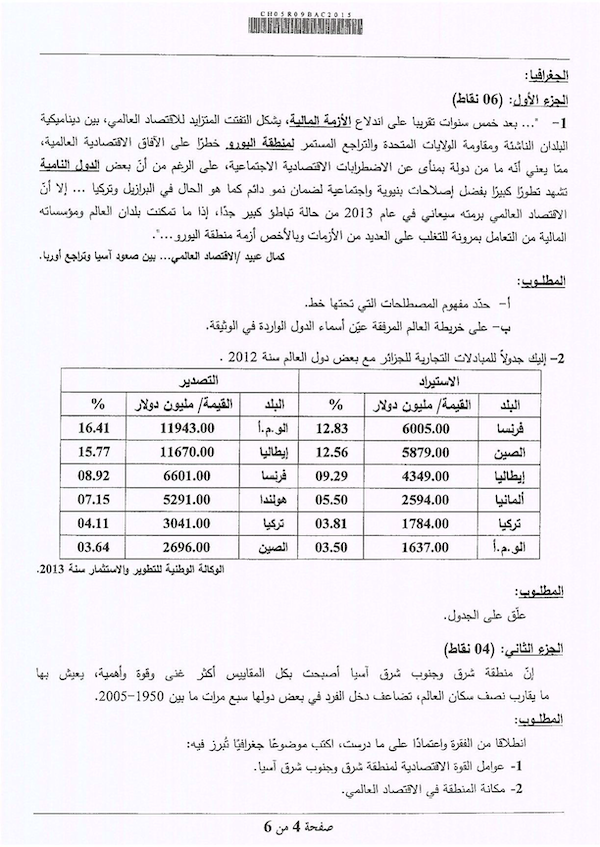 CH05R09BAC2015
الجغرافيا:
الجزء الأول: (06 نقاط)
1- "... بعد خمس سنوات تقريبا على اندلاع الأزمة المالية، يشكل التفتت المتزايد للاقتصاد العالمي، بين ديناميكية
البلدان الناشئة ومقاومة الولايات المتحدة والتراجع المستمر لمنطقة اليورو خطرًا على الآفاق الاقتصادية العالمية،
ممّا يعني أنّه ما من دولة بمنأى عن الاضطرابات الاقتصادية الاجتماعية، على الرغم من أنّ بعض الدول النامية
تشهد تطورًا كبيرًا بفضل إصلاحات بنيوية واجتماعية لضمان نمو دائم كما هو الحال في البرازيل وتركيا ... إلا أنّ
الاقتصاد العالمي برمته سيعاني في عام 2013 من حالة تباطؤ كبير جدًا، إذا ما تمكنت بلدان العالم ومؤسساته
المالية من التعامل بمرونة للتغلب على العديد من الأزمات وبالأخص أزمة منطقة اليورو...".
كمال عبيد /الاقتصاد العالمي... بين صعود آسيا وتراجع أوربا.
المطلـوب:
أ- حدّد مفهوم المصطلحات التي تحتها خط.
ب- على خريطة العالم المرفقة عيّن أسماء الدول الواردة في الوثيقة.
2- إليك جدولاً للمبادلات التجارية للجزائر مع بعض دول العالم سنة 2012 .
الاستيراد التصدير
البلد القيمة/ مليون دولار % البلد القيمة/ مليون دولار %
فرنسا 6005.00 12.83 الو.م.أ 11943.00 16.41
الصين 5879.00 12.56 إيطاليا 11670.00 15.77
إيطاليا 4349.00 09.29 فرنسا 6601.00 08.92
ألمانيا 2594.00 05.50 هولندا 5291.00 07.15
تركيا 1784.00 03.81 تركيا 3041.00 04.11
الو.م.أ 1637.00 03.50 الصين 2696.00 03.64
الوكالة الوطنية للتطوير والاستثمار سنة 2013.
المطلـوب:
علّق على الجدول.
الجزء الثاني: (04 نقاط)
إنّ منطقة شرق وجنوب شرق آسيا أصبحت بكل المقاييس أكثر غنى وقوة وأهمية، يعيش بها
ما يقارب نصف سكان العالم، تضاعف دخل الفرد في بعض دولها سبع مرات ما بين 1950-2005.
المطلـوب:
انطلاقا من الفقرة واعتمادًا على ما درست، اكتب موضوعًا جغرافيًا تُبرز فيه:
1- عوامل القوة الاقتصادية لمنطقة شرق وجنوب شرق آسيا.
2- مكانة المنطقة في الاقتصاد العالمي.
صفحة 4 من 6